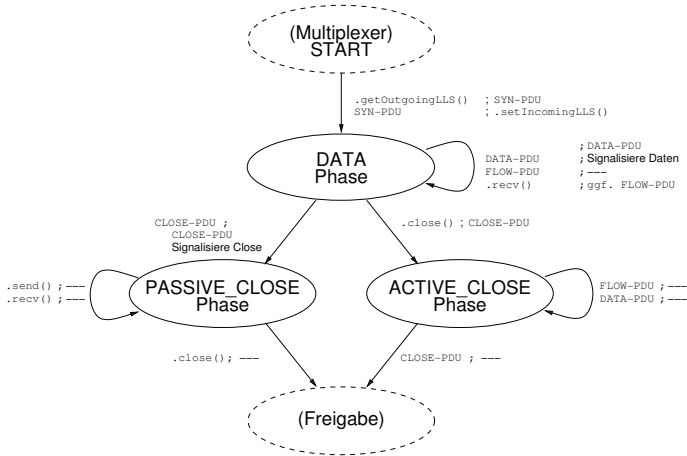 (Multiplexer)
START
.getOutgoingLLS() ; SYN-PDU
SYN-PDU ; .setIncomingLLS()
DATA
Phase
; DATA-PDU
DATA-PDU ; Signalisiere Daten
FLOW-PDU ; ---
.recv() ; ggf. FLOW-PDU
CLOSE-PDU ;
CLOSE-PDU
Signalisiere Close
.close() ; CLOSE-PDU
.send() ; ---
.recv() ; ---
PASSIVE_CLOSE
Phase
ACTIVE_CLOSE
Phase
FLOW-PDU ; ---
DATA-PDU ; ---
.close(); ---
CLOSE-PDU ; ---
(Freigabe)